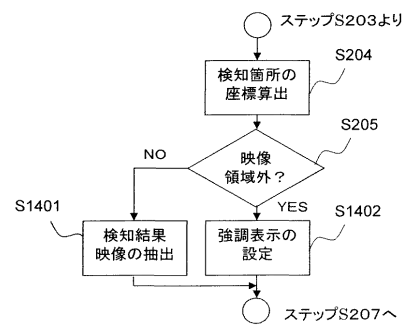 ステップS203より
S204
検知箇所の
座標算出
S205
映像
領域外？
NO
YES
S1401
検知結果
映像の抽出
S1402
強調表示の
設定
ステップS207へ